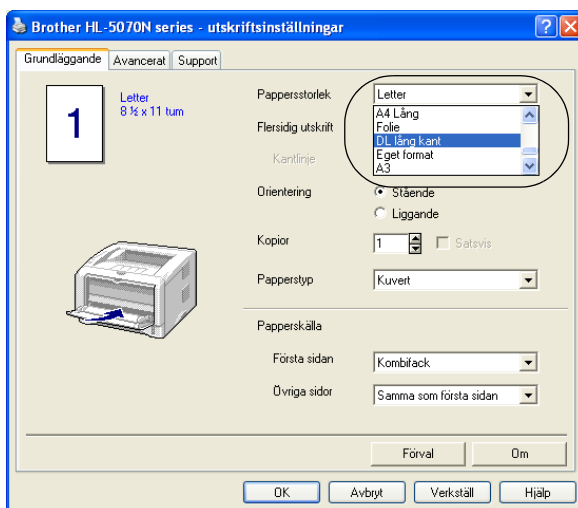 Brother HL-5070N series - utskriftsinställningar
Grundläggande Avancerat Support
1
Letter
8 ½ x 11 tum
Pappersstorlek Letter
A4 Lång
Folie
DL lång kant
Eget format
A3
Flersidig utskrift
Kantlinje
Orientering Stående
Liggande
Kopior 1 Satsvis
Papperstyp Kuvert
Papperskälla
Första sidan Kombifack
Övriga sidor Samma som första sidan
Förval Om
OK Avbryt Verkställ Hjälp